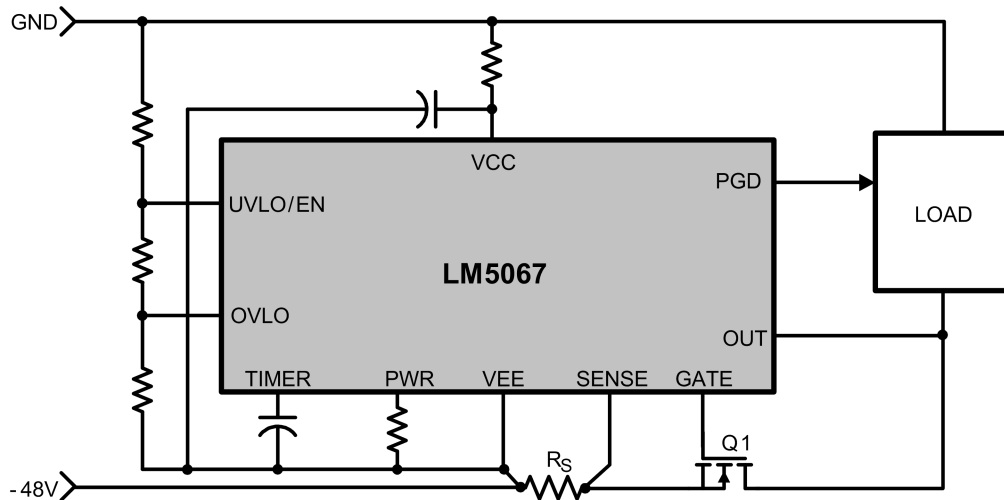 GND
VCC
PGD
UVLO/EN
LOAD
LM5067
OVLO
OUT
TIMER PWR VEE SENSE GATE
Q1
RS
-48V